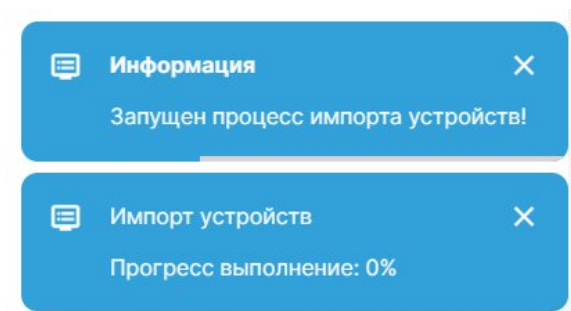 Информация
Запущен процесс импорта устройств!
Импорт устройств
Прогресс выполнение: 0%